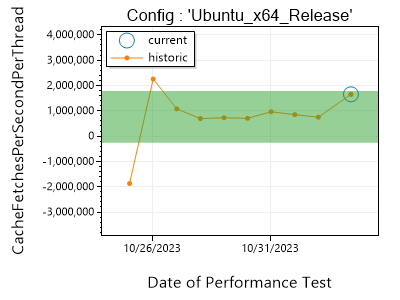 Config : 'Ubuntu_x64_Release'
CacheFetchesPerSecondPerThread
4,000,000
3,000,000
2,000,000
1,000,000
0
-1,000,000
-2,000,000
-3,000,000
current
historic
10/26/2023
10/31/2023
Date of Performance Test